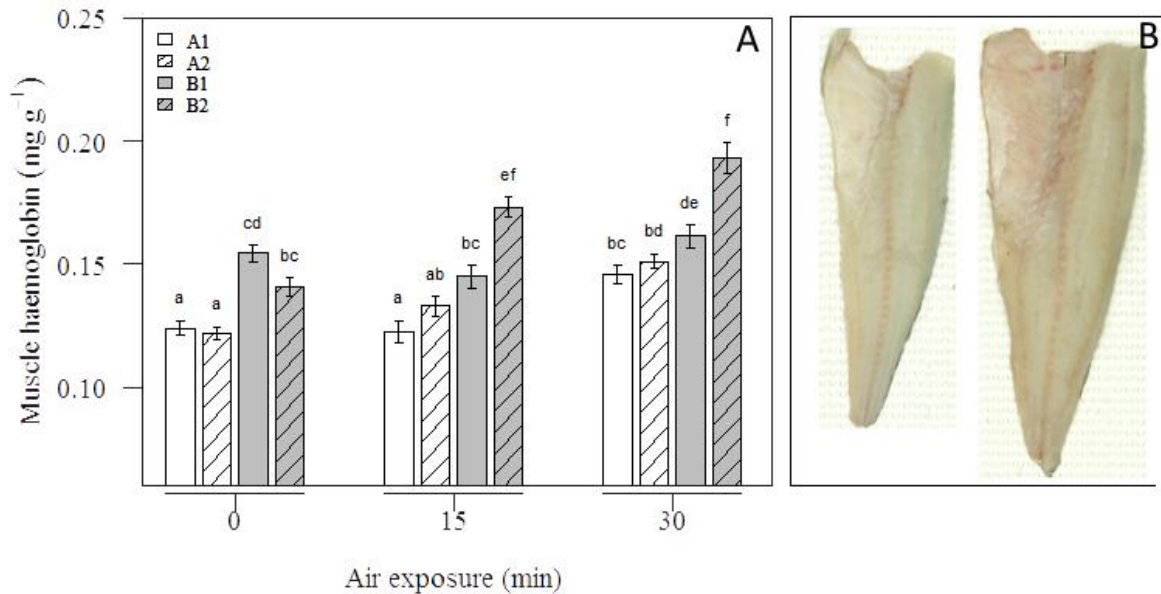 0.25
0.20
0.15
0.10
Muscle haemoglobin (mg g⁻¹)
A1
A2
B1
B2
A
a
a
cd
bc
a
ab
bc
ef
bc
bd
de
f
0
15
30
Air exposure (min)
B